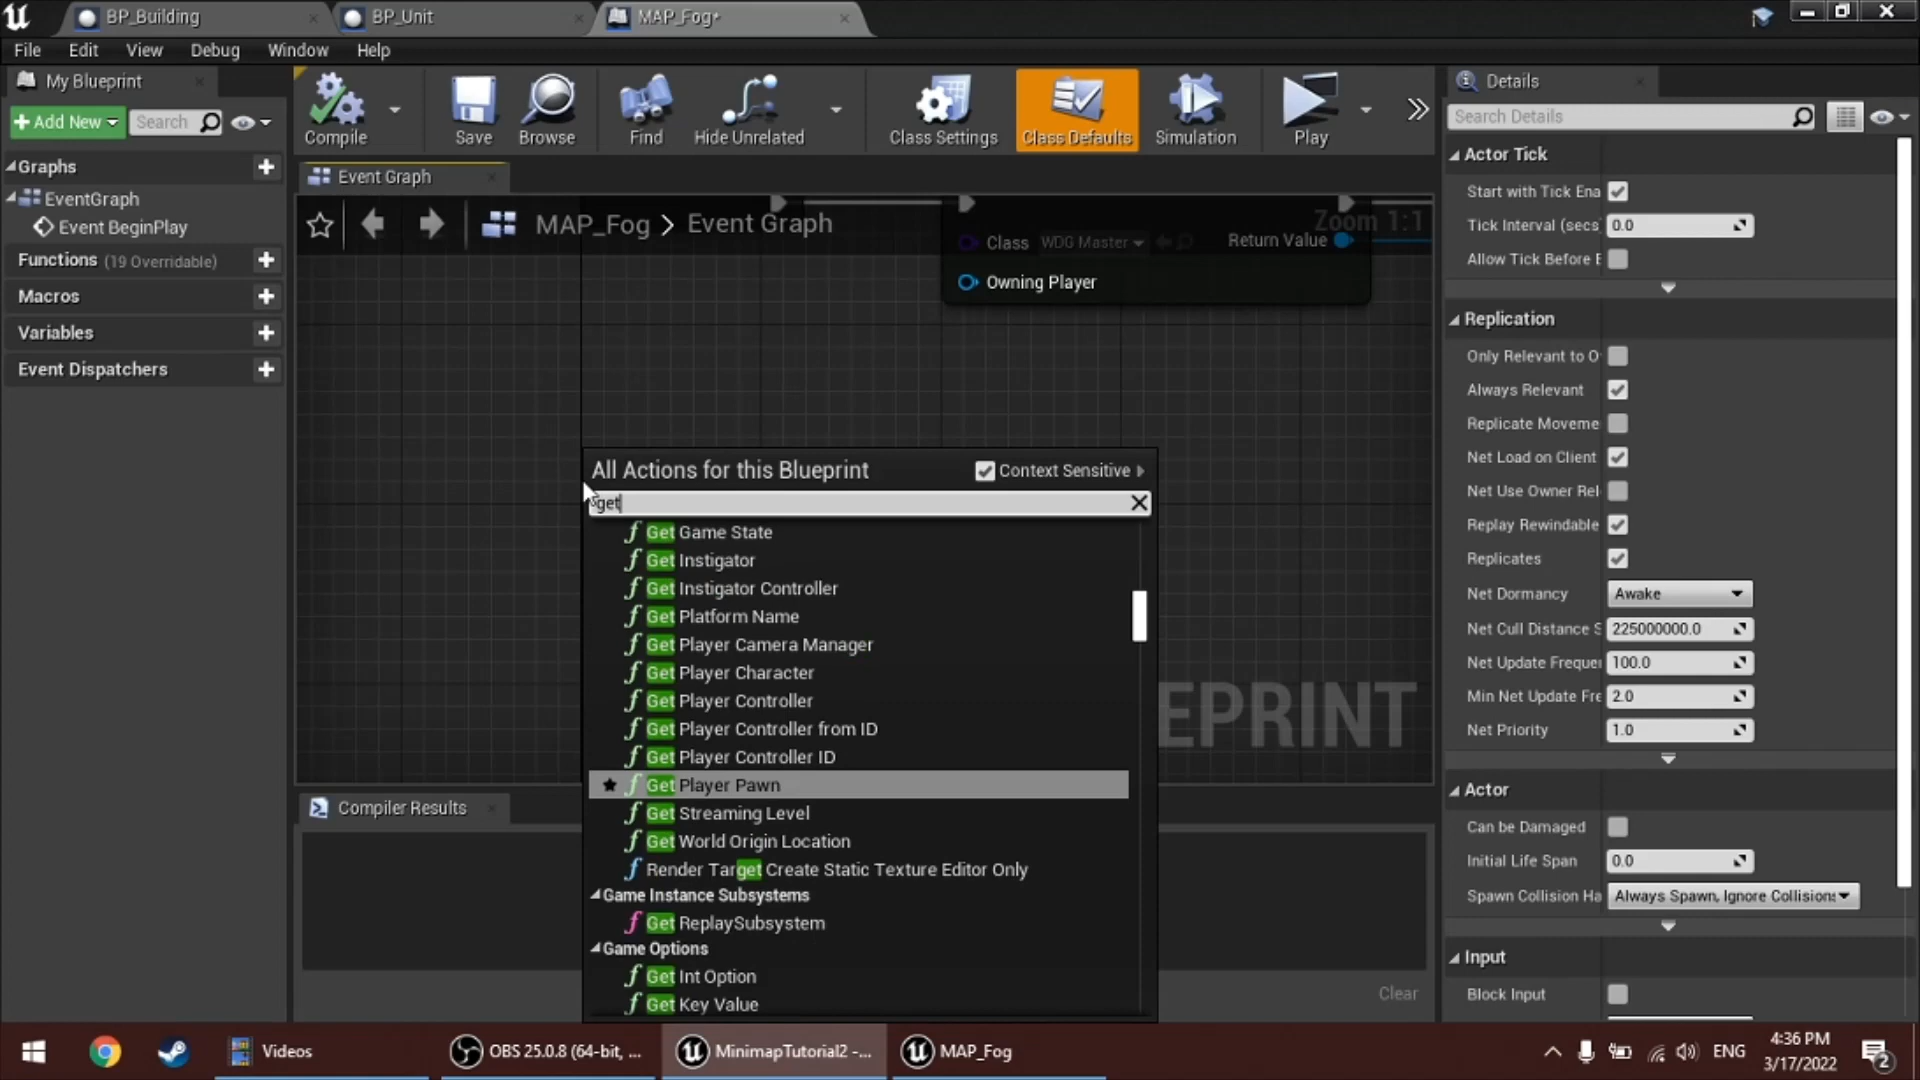 BP_Building
BP_Unit
MAP_Fog*
File Edit View Debug Window Help
My Blueprint
Add New
Search
Graphs
EventGraph
Event BeginPlay
Functions (19 Overridable)
Macros
Variables
Event Dispatchers
Compile
Save
Browse
Find
Hide Unrelated
Class Settings
Class Defaults
Simulation
Play
Event Graph
MAP_Fog > Event Graph
Zoom 1:1
Class WDG Master
Return Value
Owning Player
All Actions for this Blueprint
Context Sensitive
get
Get Game State
Get Instigator
Get Instigator Controller
Get Platform Name
Get Player Camera Manager
Get Player Character
Get Player Controller
Get Player Controller from ID
Get Player Controller ID
Get Player Pawn
Get Streaming Level
Get World Origin Location
Render Target Create Static Texture Editor Only
Game Instance Subsystems
Get ReplaySubsystem
Game Options
Get Int Option
Get Key Value
EPRINT
Compiler Results
Clear
Details
Search Details
Actor Tick
Start with Tick Ena
Tick Interval (secs 0.0
Allow Tick Before B
Replication
Only Relevant to O
Always Relevant
Replicate Moveme
Net Load on Client
Net Use Owner Rel
Replay Rewindable
Replicates
Net Dormancy Awake
Net Cull Distance S 225000000.0
Net Update Frequen 100.0
Min Net Update Fre 2.0
Net Priority 1.0
Actor
Can be Damaged
Initial Life Span 0.0
Spawn Collision Ha Always Spawn, Ignore Collisions
Input
Block Input
Videos
OBS 25.0.8 (64-bit, ...
MinimapTutorial2 -...
MAP_Fog
ENG
4:36 PM
3/17/2022
2